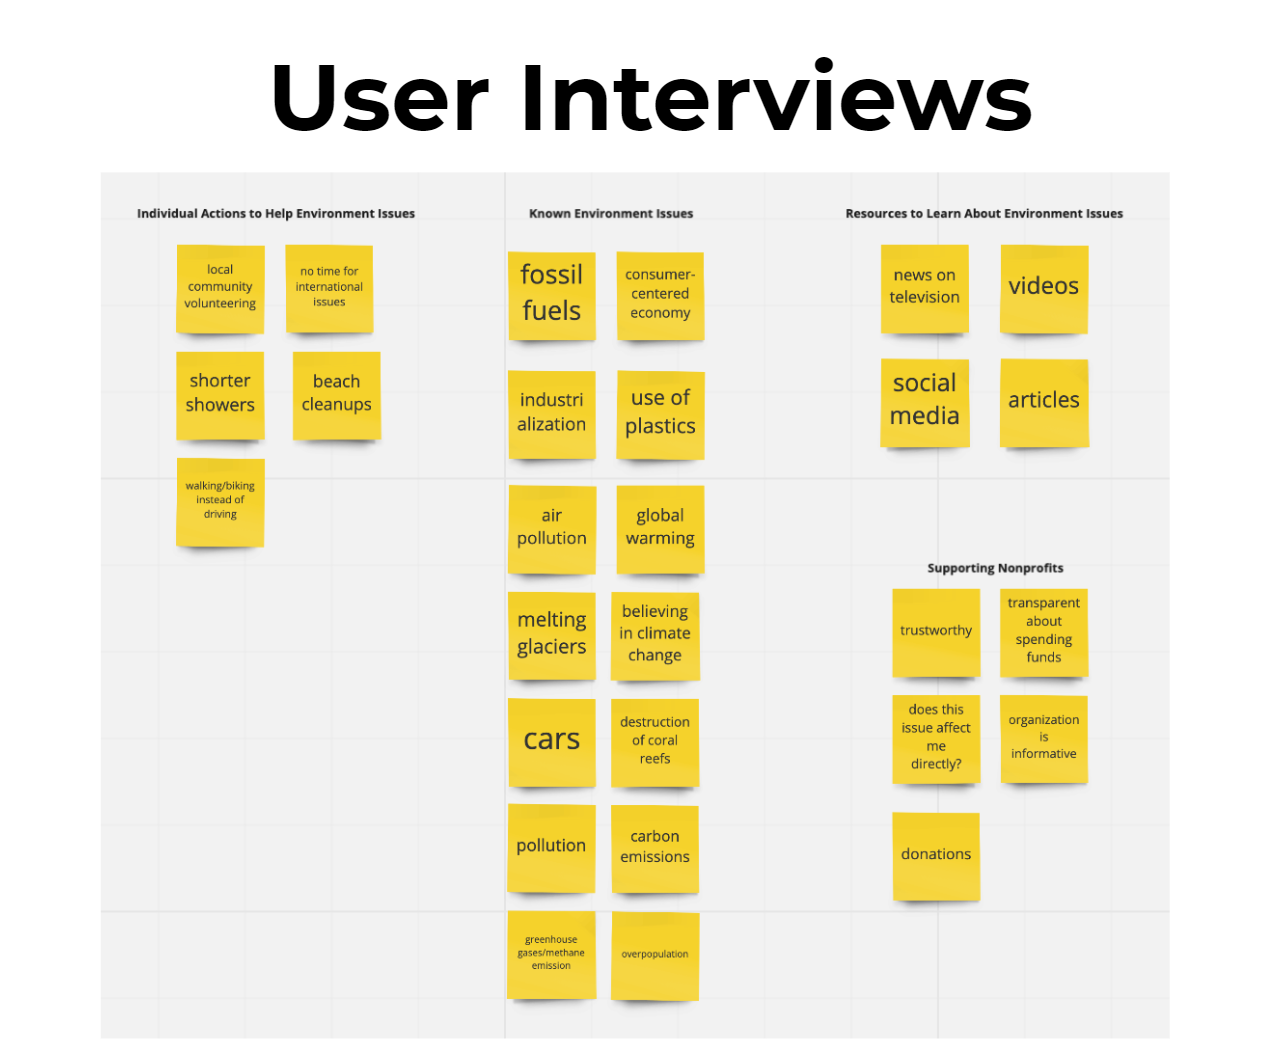 User Interviews
Individual Actions to Help Environment Issues
local
community
volunteering
no time for
international
issues
shorter
showers
beach
cleanups
walking/biking
instead of
driving
Known Environment Issues
fossil
fuels
consumer-
centered
economy
industri
alization
use of
plastics
air
pollution
global
warming
melting
glaciers
believing
in climate
change
cars
destruction
of coral
reefs
pollution
carbon
emissions
greenhouse
gases/methane
emission
overpopulation
Resources to Learn About Environment Issues
news on
television
videos
social
media
articles
Supporting Nonprofits
trustworthy
transparent
about
spending
funds
does this
issue affect
me
directly?
organization
is
informative
donations